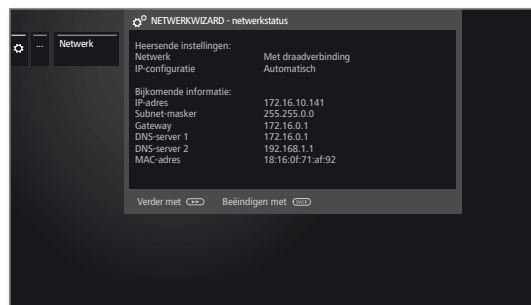 NETWERKWIZARD - netwerkstatus
... Netwerk
Heersende instellingen:
Netwerk Met draadverbinding
IP-configuratie Automatisch
Bijkomende informatie:
IP-adres 172.16.10.141
Subnet-masker 255.255.0.0
Gateway 172.16.0.1
DNS-server 1 172.16.0.1
DNS-server 2 192.168.1.1
MAC-adres 18:16:0f:71:af:92
Verder met Beëindigen met BACK